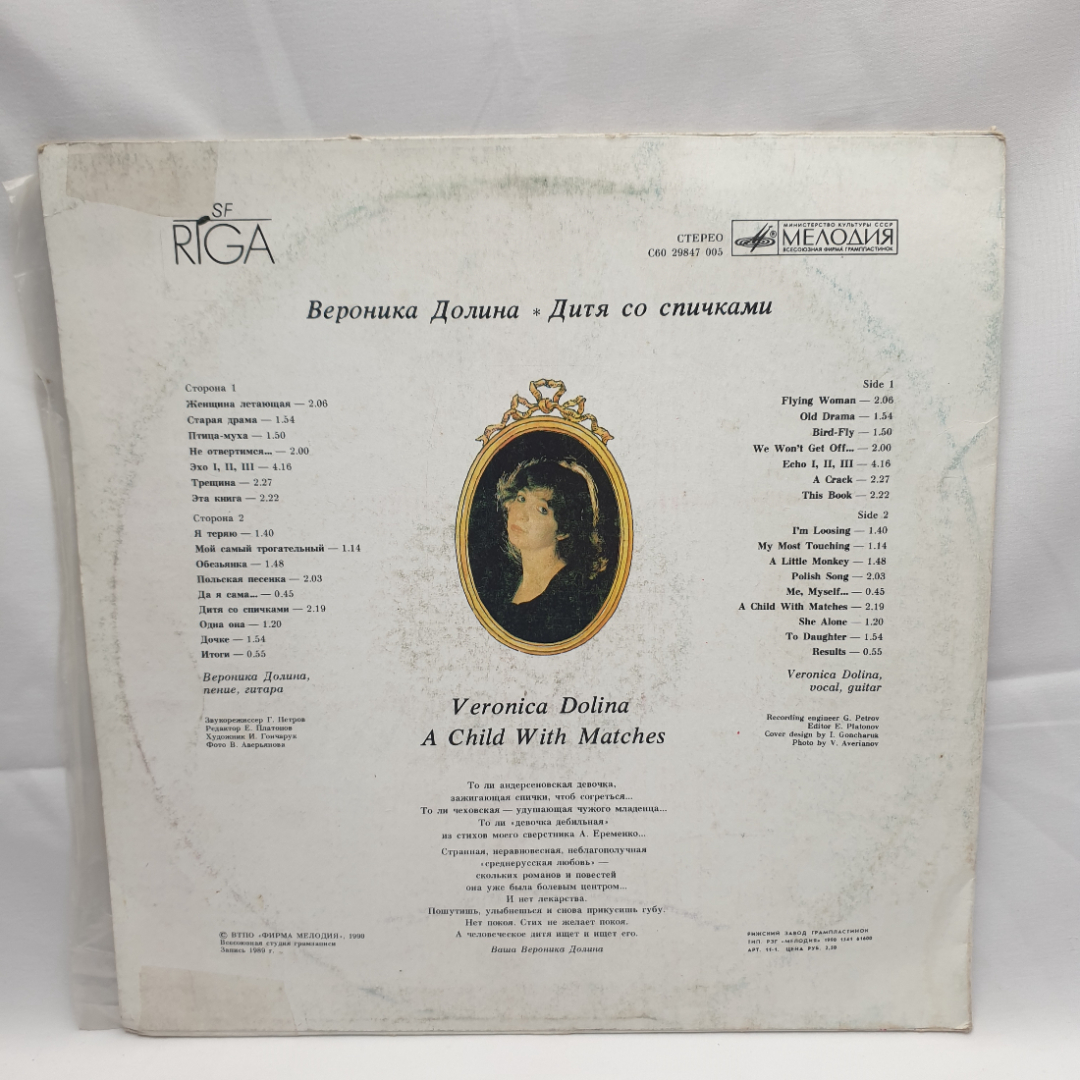 SF
RIGA
СТЕРЕО
С60 29847 005
МИНИСТЕРСТВО КУЛЬТУРЫ СССР
МЕЛОДИЯ
ВСЕСОЮЗНАЯ ФИРМА ГРАМПЛАСТИНОК
Вероника Долина * Дитя со спичками
Сторона 1
Женщина летающая — 2.06
Старая драма — 1.54
Птица-муха — 1.50
Не отвертимся... — 2.00
Эхо I, II, III — 4.16
Трещина — 2.27
Эта книга — 2.22
Сторона 2
Я теряю — 1.40
Мой самый трогательный — 1.14
Обезьянка — 1.48
Польская песенка — 2.03
Да я сама... — 0.45
Дитя со спичками — 2.19
Одна она — 1.20
Дочке — 1.54
Итоги — 0.55
Вероника Долина,
пение, гитара
Звукорежиссер Г. Петров
Редактор Е. Платонов
Художник И. Гончарук
Фото В. Аверьянова
Side 1
Flying Woman — 2.06
Old Drama — 1.54
Bird-Fly — 1.50
We Won't Get Off... — 2.00
Echo I, II, III — 4.16
A Crack — 2.27
This Book — 2.22
Side 2
I'm Loosing — 1.40
My Most Touching — 1.14
A Little Monkey — 1.48
Polish Song — 2.03
Me, Myself... — 0.45
A Child With Matches — 2.19
She Alone — 1.20
To Daughter — 1.54
Results — 0.55
Veronica Dolina,
vocal, guitar
Recording engineer G. Petrov
Editor E. Platonov
Cover design by I. Goncharuk
Photo by V. Averianov
Veronica Dolina
A Child With Matches
То ли андерсеновская девочка,
зажигающая спички, чтоб согреться...
То ли чеховская — удушающая чужого младенца...
То ли «девочка дебильная»
из стихов моего сверстника А. Еременко...
Странная, неравновесная, неблагополучная
«среднерусская любовь» —
скольких романов и повестей
она уже была болевым центром...
И нет лекарства.
Пошутишь, улыбнешься и снова прикусишь губу.
Нет покоя. Стих не желает покоя.
А человеческое дитя ищет и ищет его.
Ваша Вероника Долина
© ВТПО «ФИРМА МЕЛОДИЯ», 1990
Всесоюзная студия грамзаписи
Запись 1989 г.
РИЖСКИЙ ЗАВОД ГРАМПЛАСТИНОК
ТИП. РЗГ «МЕЛОДИЯ» 1990
АРТ. 11-1. ЦЕНА РУБ.